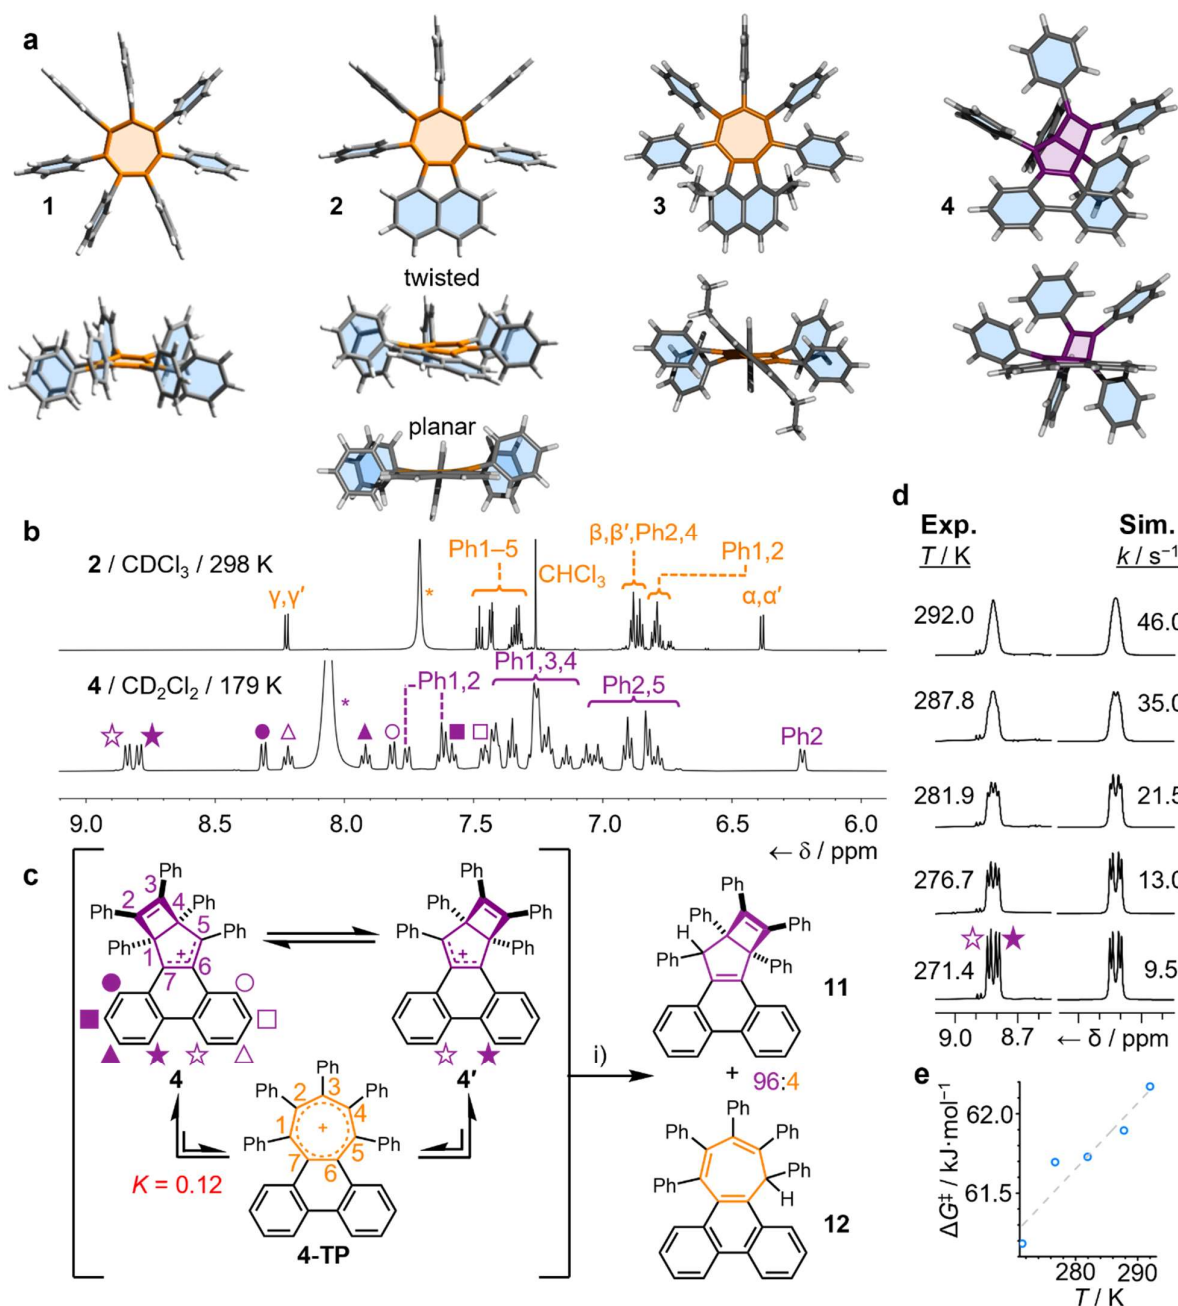 a
1
2
3
4
twisted
planar
b
2 / CDCl₃ / 298 K
γ,γ′
*
Ph1–5
CHCl₃
β,β′,Ph2,4
Ph1,2
α,α′
4 / CD₂Cl₂ / 179 K
*
Ph1,2
Ph1,3,4
Ph2,5
Ph2
9.0 8.5 8.0 7.5 7.0 6.5 6.0
← δ / ppm
c
Ph
3
Ph 2 4 Ph
5
Ph Ph
1 +
7 6
4
Ph
Ph Ph
Ph Ph
+
4′
Ph
Ph 2 3 Ph
4
1 +
Ph 5 Ph
7 6
K = 0.12
4-TP
i)
Ph
Ph Ph
H
Ph Ph
11
+ 96:4
Ph
Ph Ph
Ph Ph
H
12
d
Exp. Sim.
T / K k / s⁻¹
292.0 46.0
287.8 35.0
281.9 21.5
276.7 13.0
271.4 9.5
9.0 8.7
← δ / ppm
e
ΔG‡ / kJ·mol⁻¹
62.0
61.5
280 290
T / K